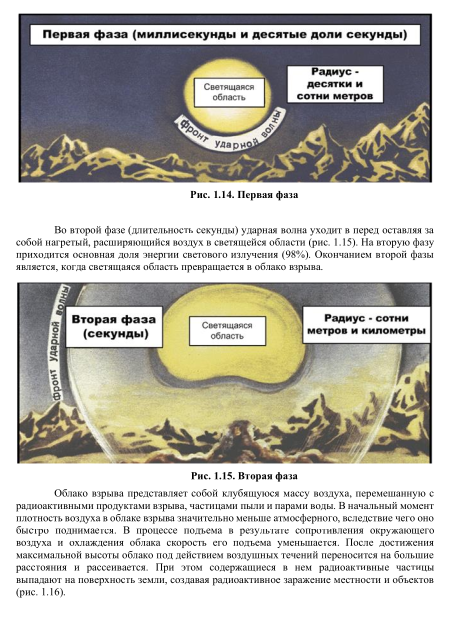 Первая фаза (миллисекунды и десятые доли секунды)
Светящаяся
область
Радиус -
десятки и
сотни метров
фронт ударной волны
Рис. 1.14. Первая фаза
Во второй фазе (длительность секунды) ударная волна уходит в перед оставляя за
собой нагретый, расширяющийся воздух в светящейся области (рис. 1.15). На вторую фазу
приходится основная доля энергии светового излучения (98%). Окончанием второй фазы
является, когда светящаяся область превращается в облако взрыва.
фронт ударной волны
Вторая фаза
(секунды)
Светящаяся
область
Радиус - сотни
метров и километры
Рис. 1.15. Вторая фаза
Облако взрыва представляет собой клубящуюся массу воздуха, перемешанную с
радиоактивными продуктами взрыва, частицами пыли и парами воды. В начальный момент
плотность воздуха в облаке взрыва значительно меньше атмосферного, вследствие чего оно
быстро поднимается. В процессе подъема в результате сопротивления окружающего
воздуха и охлаждения облака скорость его подъема уменьшается. После достижения
максимальной высоты облако под действием воздушных течений переносится на большие
расстояния и рассеивается. При этом содержащиеся в нем радиоактивные частицы
выпадают на поверхность земли, создавая радиоактивное заражение местности и объектов
(рис. 1.16).